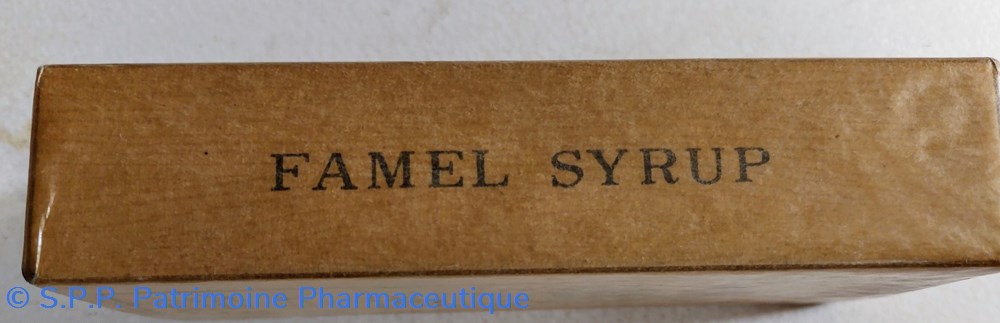 FAMEL SYRUP
© S.P.P. Patrimoine Pharmaceutique